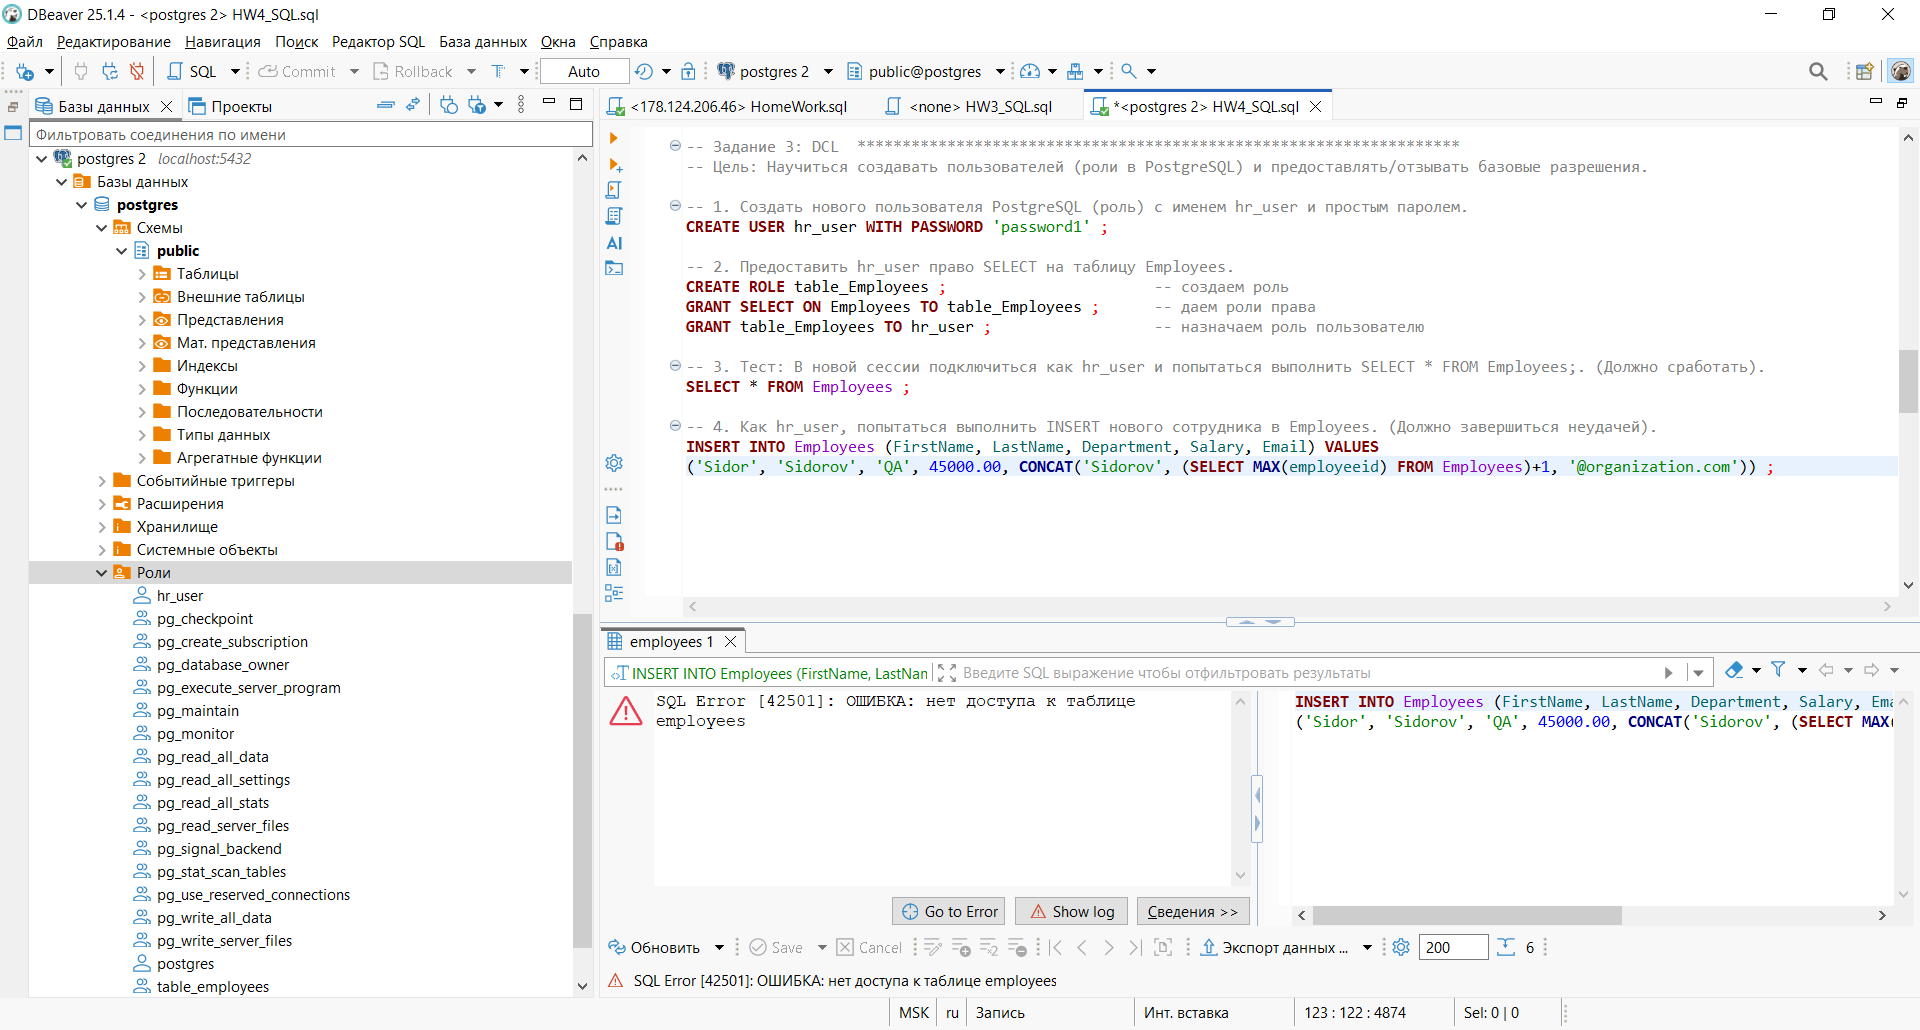 DBeaver 25.1.4 - <postgres 2> HW4_SQL.sql
Файл Редактирование Навигация Поиск Редактор SQL База данных Окна Справка
SQL Commit Rollback T Auto postgres 2 public@postgres
Базы данных Проекты
<178.124.206.46> HomeWork.sql <none> HW3_SQL.sql *<postgres 2> HW4_SQL.sql
Фильтровать соединения по имени
postgres 2 localhost:5432
Базы данных
postgres
Схемы
public
Таблицы
Внешние таблицы
Представления
Мат. представления
Индексы
Функции
Последовательности
Типы данных
Агрегатные функции
Событийные триггеры
Расширения
Хранилище
Системные объекты
Роли
hr_user
pg_checkpoint
pg_create_subscription
pg_database_owner
pg_execute_server_program
pg_maintain
pg_monitor
pg_read_all_data
pg_read_all_settings
pg_read_all_stats
pg_read_server_files
pg_signal_backend
pg_stat_scan_tables
pg_use_reserved_connections
pg_write_all_data
pg_write_server_files
postgres
table_employees
AI
-- Задание 3: DCL *******************************************************************
-- Цель: Научиться создавать пользователей (роли в PostgreSQL) и предоставлять/отзывать базовые разрешения.
-- 1. Создать нового пользователя PostgreSQL (роль) с именем hr_user и простым паролем.
CREATE USER hr_user WITH PASSWORD 'password1' ;
-- 2. Предоставить hr_user право SELECT на таблицу Employees.
CREATE ROLE table_Employees ; -- создаем роль
GRANT SELECT ON Employees TO table_Employees ; -- даем роли права
GRANT table_Employees TO hr_user ; -- назначаем роль пользователю
-- 3. Тест: В новой сессии подключиться как hr_user и попытаться выполнить SELECT * FROM Employees;. (Должно сработать).
SELECT * FROM Employees ;
-- 4. Как hr_user, попытаться выполнить INSERT нового сотрудника в Employees. (Должно завершиться неудачей).
INSERT INTO Employees (FirstName, LastName, Department, Salary, Email) VALUES
('Sidor', 'Sidorov', 'QA', 45000.00, CONCAT('Sidorov', (SELECT MAX(employeeid) FROM Employees)+1, '@organization.com')) ;
employees 1
INSERT INTO Employees (FirstName, LastNan Введите SQL выражение чтобы отфильтровать результаты
SQL Error [42501]: ОШИБКА: нет доступа к таблице
employees
INSERT INTO Employees (FirstName, LastName, Department, Salary, Ema
('Sidor', 'Sidorov', 'QA', 45000.00, CONCAT('Sidorov', (SELECT MAX(
Go to Error Show log Сведения >>
Обновить Save Cancel Экспорт данных ... 200 6
SQL Error [42501]: ОШИБКА: нет доступа к таблице employees
MSK ru Запись Инт. вставка 123 : 122 : 4874 Sel: 0 | 0